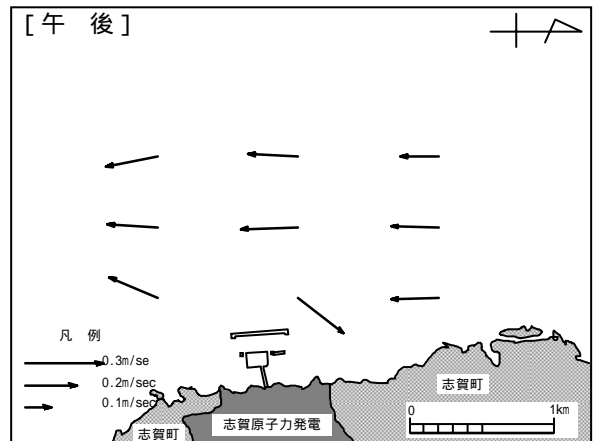 [午 後]
凡 例
0.3m/se
0.2m/sec
0.1m/sec
志賀町
志賀原子力発電
志賀町
0 1km